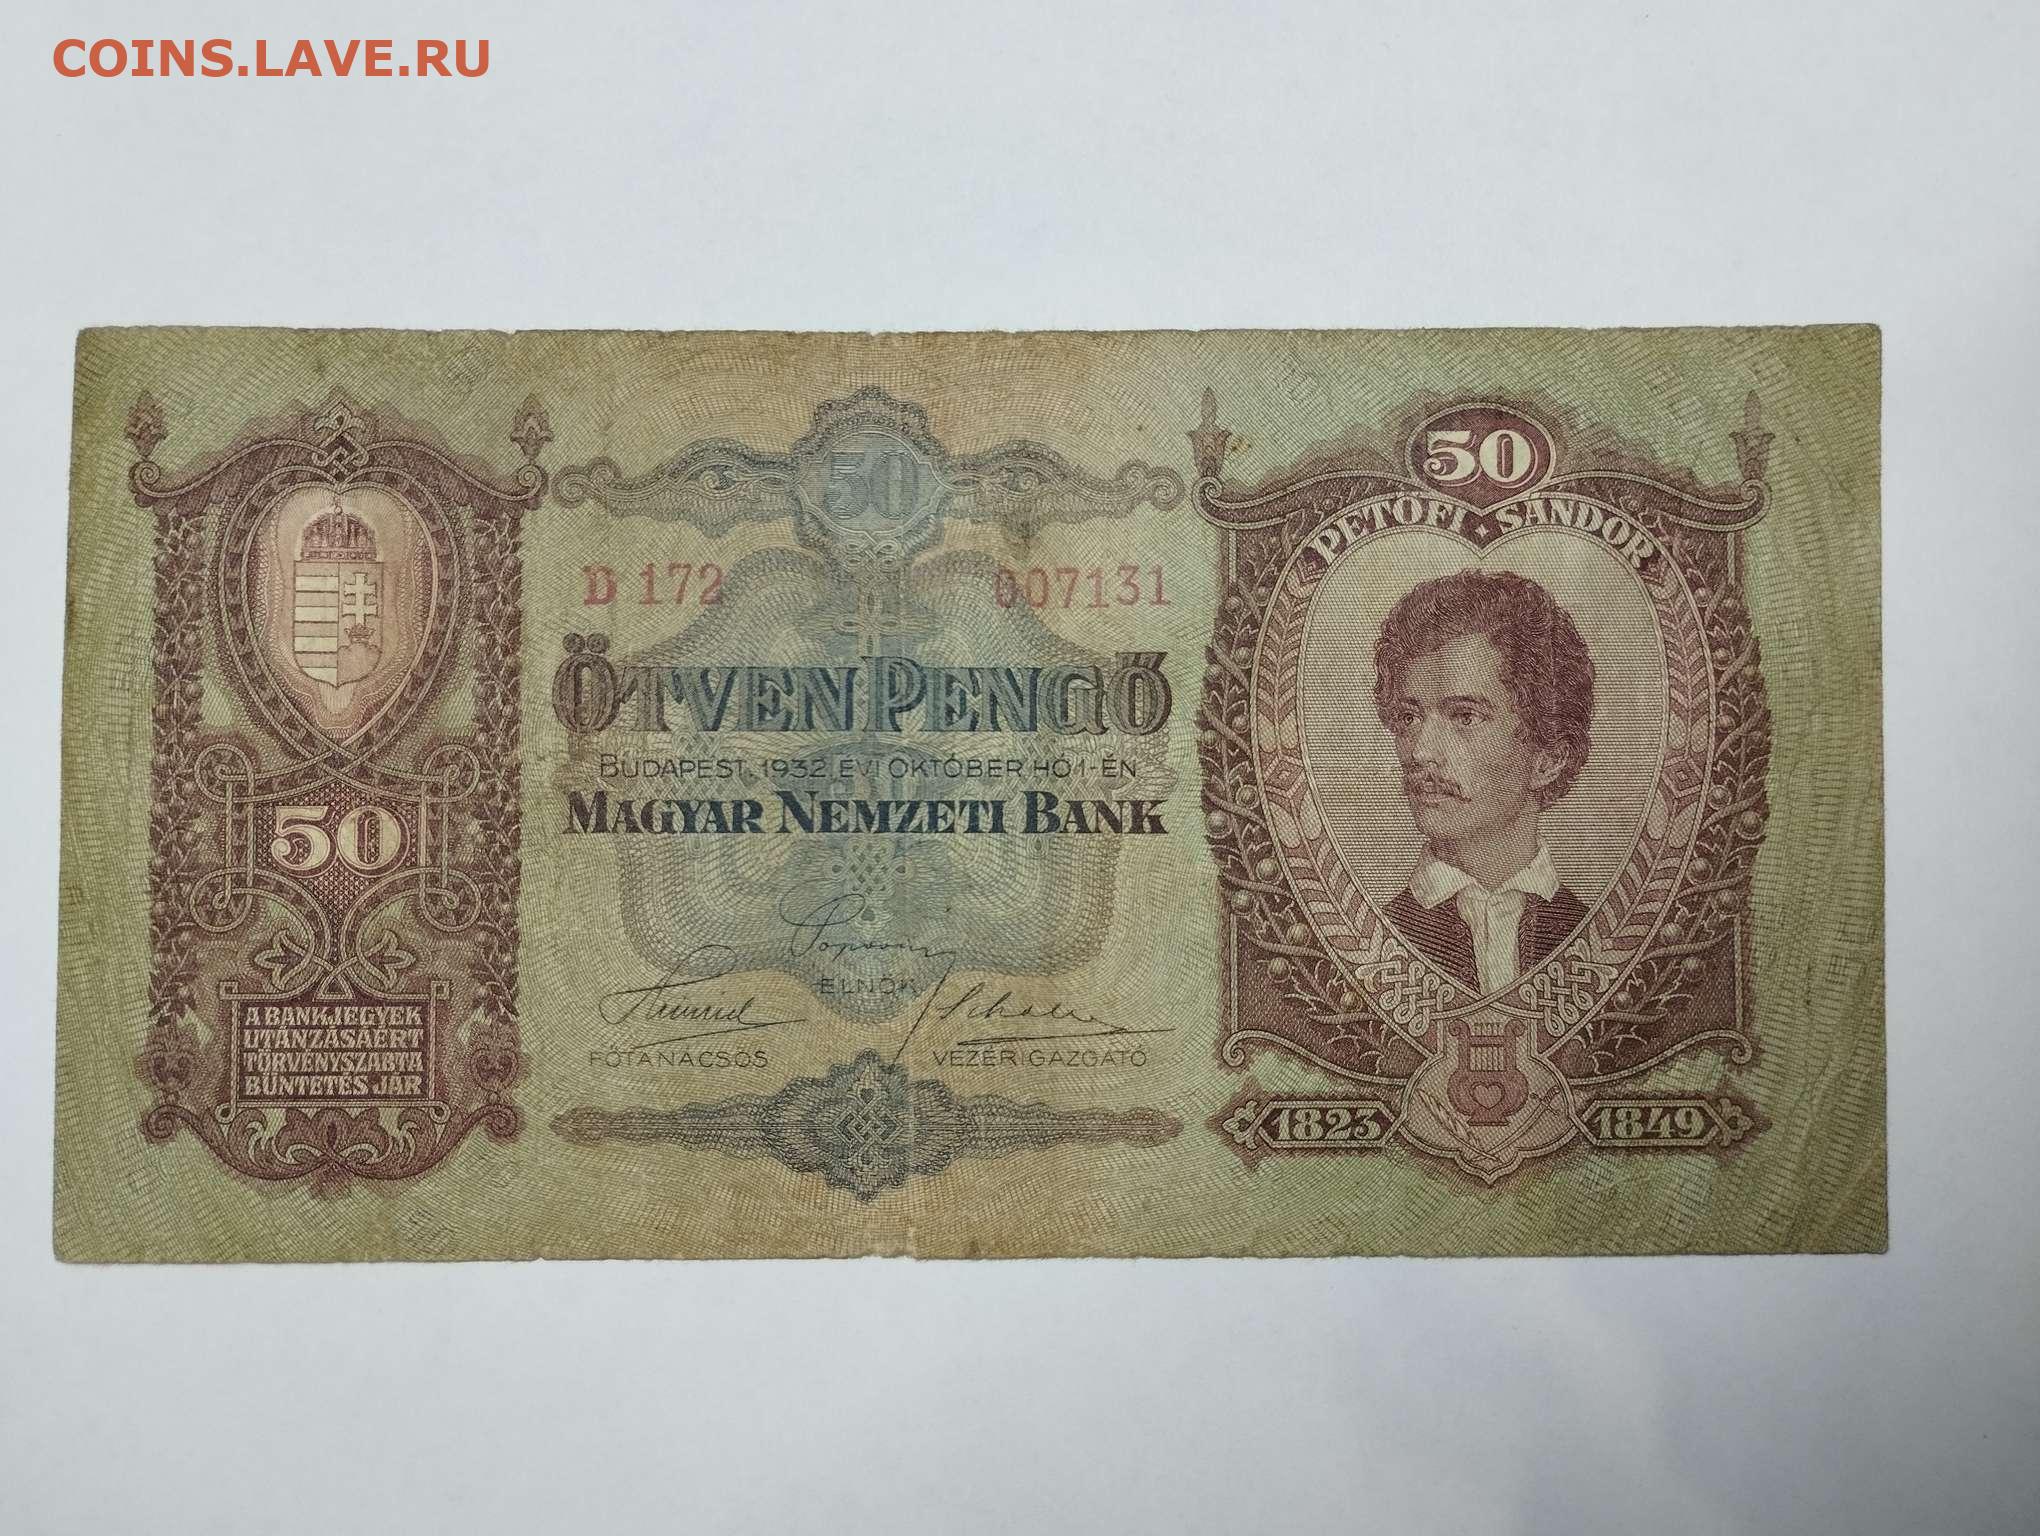 COINS.LAVE.RU
50
50
PETŐFI · SÁNDOR
D 172 007131
ÖTVEN PENGŐ
BUDAPEST, 1932. ÉVI OKTÓBER HÓ 1-ÉN
MAGYAR NEMZETI BANK
50
ELNÖK
FŐTANÁCSOS VEZÉRIGAZGATÓ
A BANKJEGYEK
UTÁNZÁSÁÉRT
TÖRVÉNYSZABTA
BÜNTETÉS JÁR
1823 1849